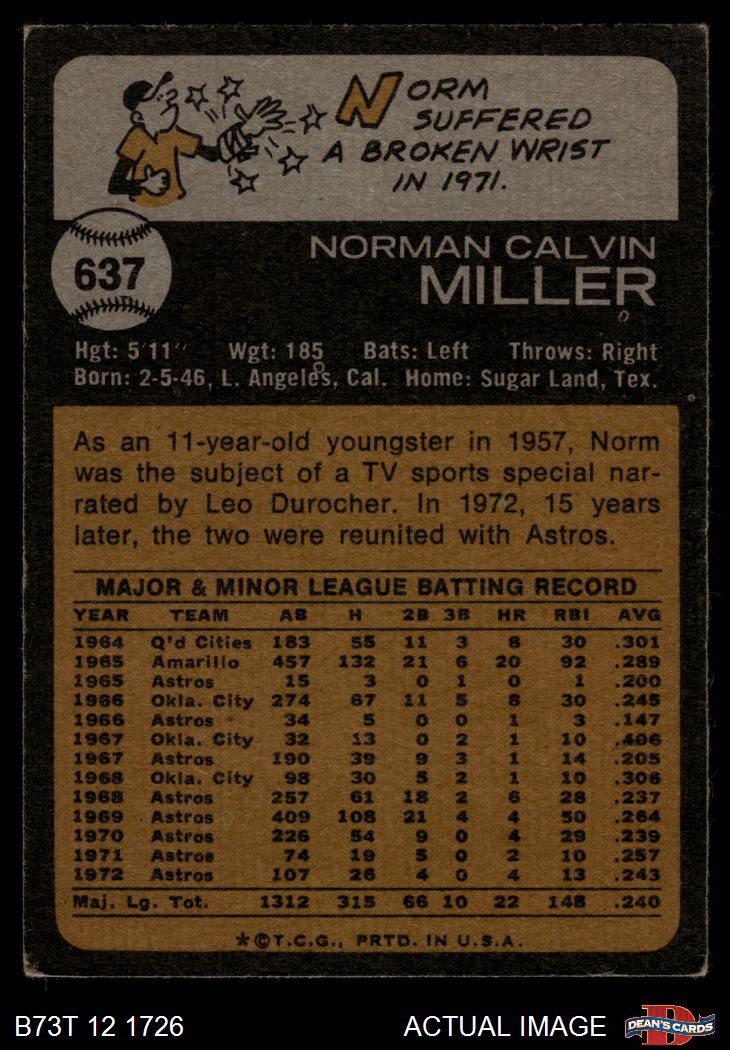 NORM
SUFFERED
A BROKEN WRIST
IN 1971.
637
NORMAN CALVIN
MILLER
Hgt: 5'11" Wgt: 185 Bats: Left Throws: Right
Born: 2-5-46, L. Angeles, Cal. Home: Sugar Land, Tex.
As an 11-year-old youngster in 1957, Norm
was the subject of a TV sports special nar-
rated by Leo Durocher. In 1972, 15 years
later, the two were reunited with Astros.
MAJOR & MINOR LEAGUE BATTING RECORD
YEAR TEAM AB H 2B 3B HR RBI AVG
1964 Q'd Cities 183 55 11 3 8 30 .301
1965 Amarillo 457 132 21 6 20 92 .289
1965 Astros 15 3 0 1 0 1 .200
1966 Okla. City 274 67 11 5 8 30 .245
1966 Astros 34 5 0 0 1 3 .147
1967 Okla. City 32 13 0 2 1 10 .406
1967 Astros 190 39 9 3 1 14 .205
1968 Okla. City 98 30 5 2 1 10 .306
1968 Astros 257 61 18 2 6 28 .237
1969 Astros 409 108 21 4 4 50 .264
1970 Astros 226 54 9 0 4 29 .239
1971 Astros 74 19 5 0 2 10 .257
1972 Astros 107 26 4 0 4 13 .243
Maj. Lg. Tot. 1312 315 66 10 22 148 .240
*©T.C.G., PRTD. IN U.S.A.
B73T 12 1726 ACTUAL IMAGE D DEAN'S CARDS